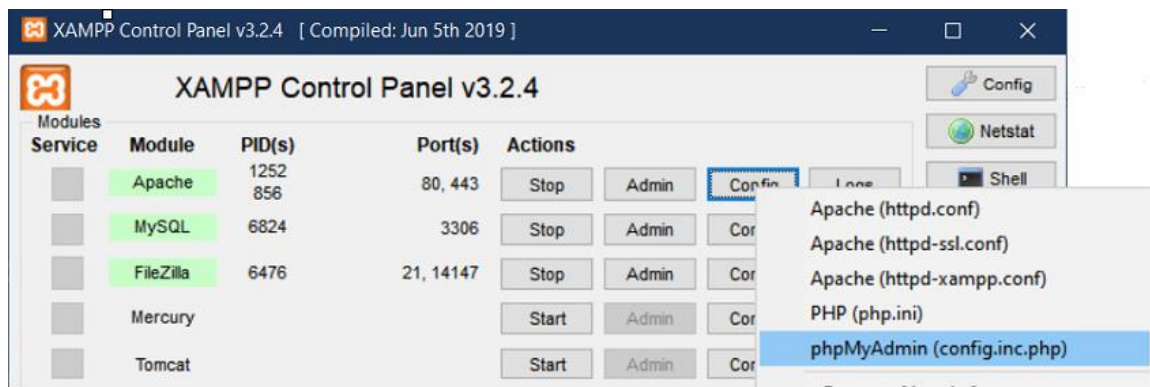 XAMPP Control Panel v3.2.4 [ Compiled: Jun 5th 2019 ]
XAMPP Control Panel v3.2.4
Config
Modules
Netstat
Service Module PID(s) Port(s) Actions
Apache 1252 856 80, 443 Stop Admin Config Logs
Shell
MySQL 6824 3306 Stop Admin
FileZilla 6476 21, 14147 Stop Admin
Mercury Start Admin
Tomcat Start Admin
Apache (httpd.conf)
Apache (httpd-ssl.conf)
Apache (httpd-xampp.conf)
PHP (php.ini)
phpMyAdmin (config.inc.php)